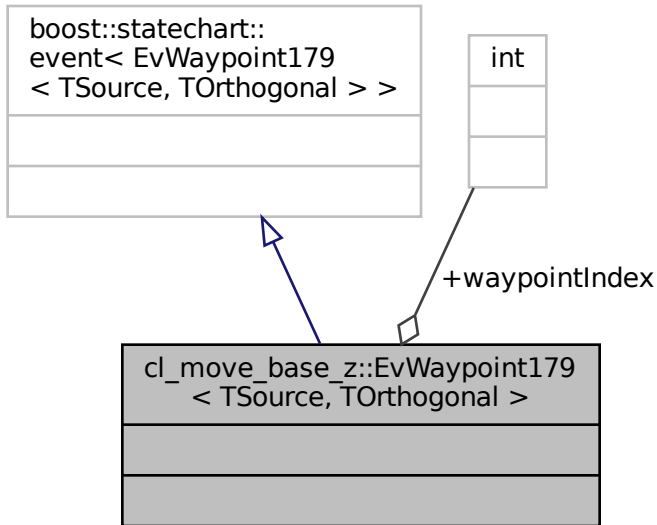 boost::statechart::
event< EvWaypoint179
< TSource, TOrthogonal > >
int
+waypointIndex
cl_move_base_z::EvWaypoint179
< TSource, TOrthogonal >